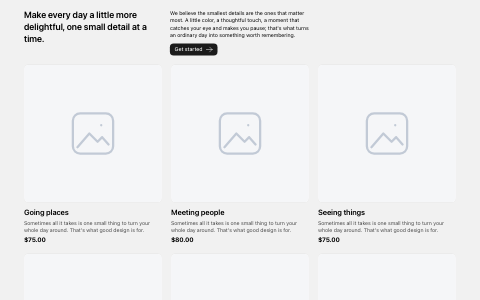 Make every day a little more
delightful, one small detail at a
time.
We believe the smallest details are the ones that matter
most. A little color, a thoughtful touch, a moment that
catches your eye and makes you pause; that's what turns
an ordinary day into something worth remembering.
Get started
Going places
Sometimes all it takes is one small thing to turn your
whole day around. That's what good design is for.
$75.00
Meeting people
Sometimes all it takes is one small thing to turn your
whole day around. That's what good design is for.
$80.00
Seeing things
Sometimes all it takes is one small thing to turn your
whole day around. That's what good design is for.
$75.00